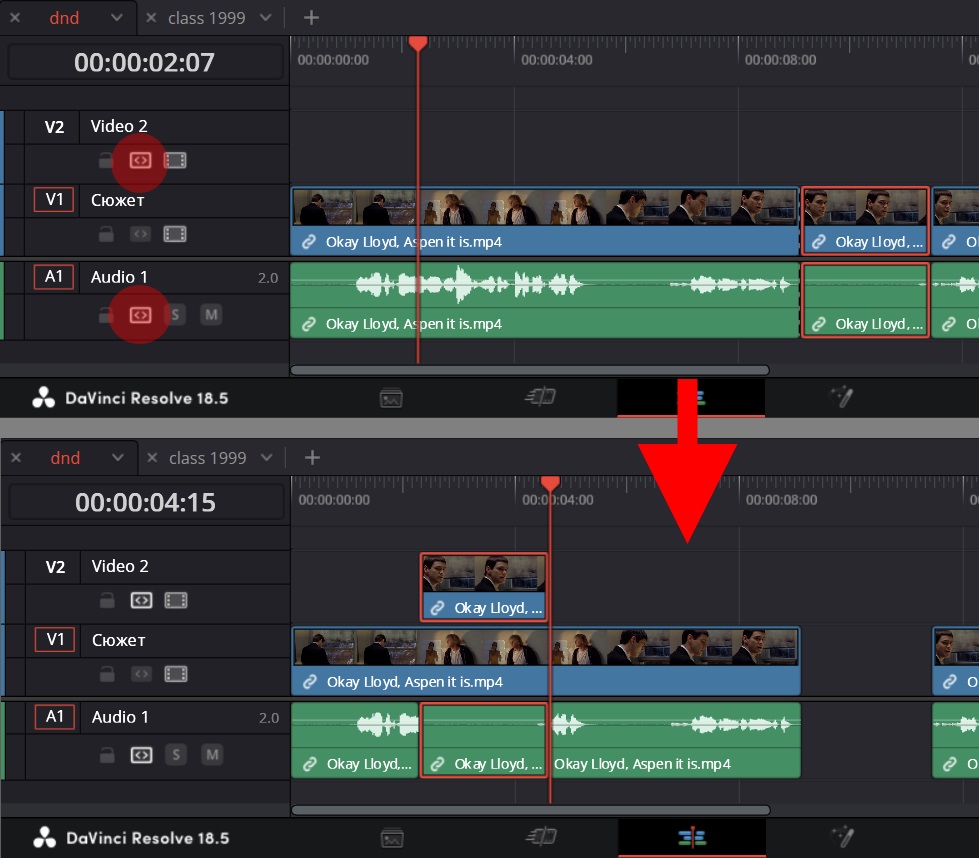 dnd class 1999
00:00:02:07
00:00:00:00 00:00:04:00 00:00:08:00
V2 Video 2
V1 Сюжет
Okay Lloyd, Aspen it is.mp4 Okay Lloyd, ... O
A1 Audio 1 2.0
S M
Okay Lloyd, Aspen it is.mp4 Okay Lloyd, ... O
DaVinci Resolve 18.5
dnd class 1999
00:00:04:15
00:00:00:00 00:00:04:00 00:00:08:00
V2 Video 2
Okay Lloyd, ...
V1 Сюжет
Okay Lloyd, Aspen it is.mp4 O
A1 Audio 1 2.0
S M
Okay Lloyd,... Okay Lloyd, ... Okay Lloyd, Aspen it is.mp4 O
DaVinci Resolve 18.5